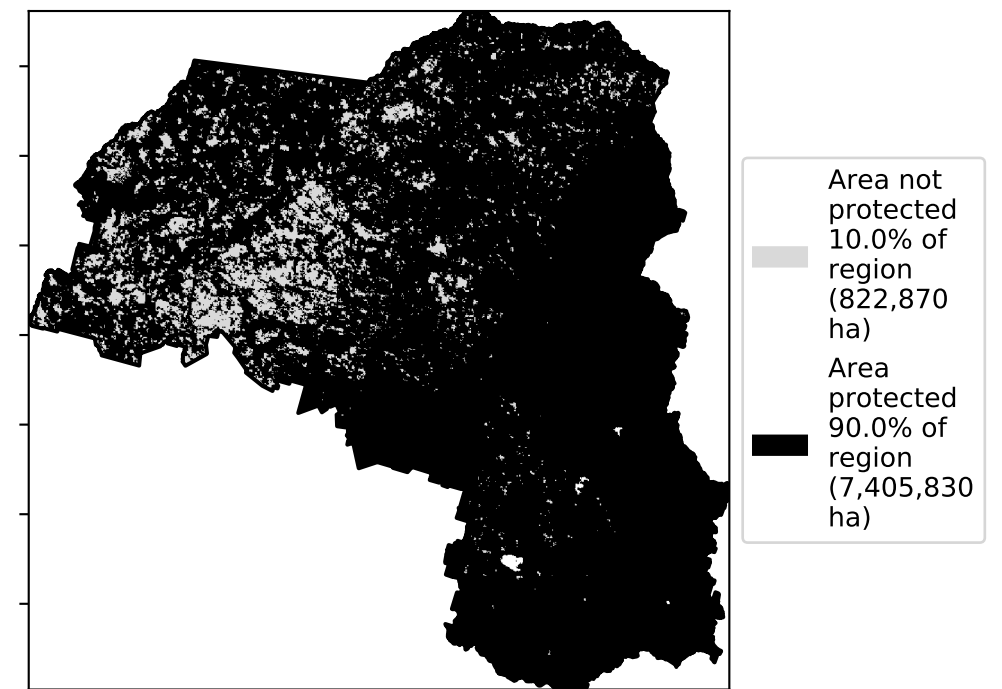 Area not
protected
10.0% of
region
(822,870
ha)
Area
protected
90.0% of
region
(7,405,830
ha)